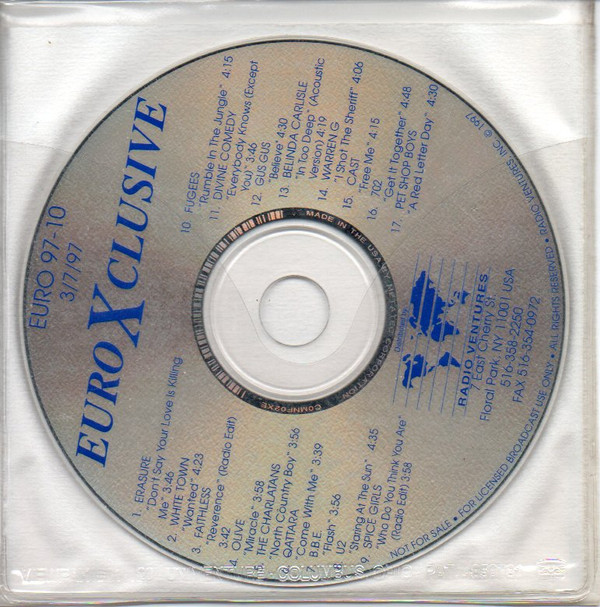 EURO 97-10
3/7/97
EURO X CLUSIVE
1. ERASURE
"Don't Say Your Love Is Killing
Me" 3:46
2. WHITE TOWN
"Wanted" 4:23
3. FAITHLESS
"Reverence" (Radio Edit)
3:42
4. OLIVE
"Miracle" 3:58
5. THE CHARLATANS
"North Country Boy" 3:56
QATTARA
"Come With Me" 3:39
7. B.B.E.
"Flash" 3:56
U2
"Staring At The Sun" 4:35
9. SPICE GIRLS
"Who Do You Think You Are"
(Radio Edit) 3:58
10. FUGEES
"Rumble In The Jungle" 4:15
11. DIVINE COMEDY
"Everybody Knows (Except
You)" 3:46
12. GUS GUS
"Believe" 4:30
13. BELINDA CARLISLE
"In Too Deep" (Acoustic
Version) 4:19
14. WARREN G
"I Shot The Sheriff" 4:06
15. CAST
"Free Me" 4:15
16. 702
"Get It Together" 4:48
17. PET SHOP BOYS
"A Red Letter Day" 4:30
Distributed by
RADIO VENTURES
7 East Cherry St.
Floral Park, NY 11001 USA
516-358-2250
FAX 516-354-0972
NOT FOR SALE • FOR LICENSED BROADCAST USE ONLY • ALL RIGHTS RESERVED • RADIO VENTURES INC © 1997
MADE IN THE USA
CORPORATION